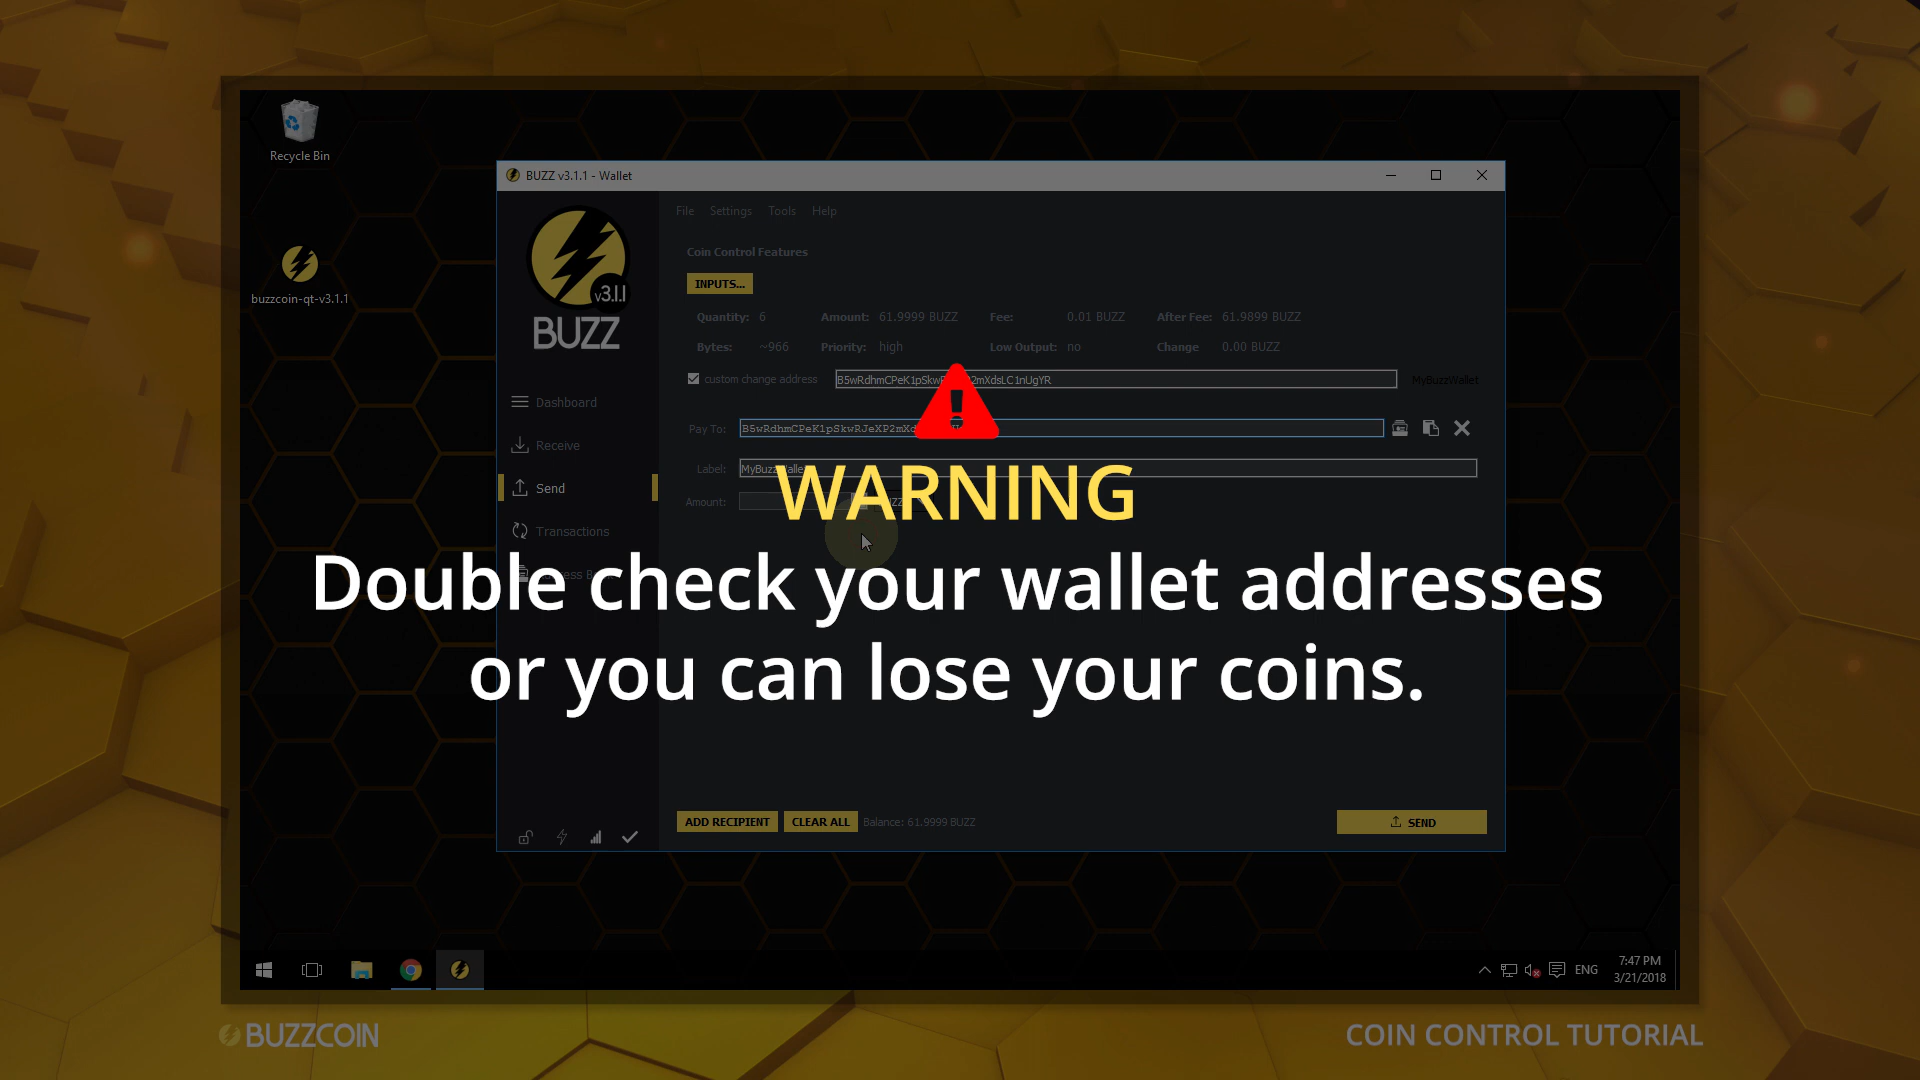 Recycle Bin
buzzcoin-qt-v3.1.1
BUZZ v3.1.1 - Wallet
v3.1.1
BUZZ
File Settings Tools Help
Coin Control Features
INPUTS...
Quantity: 6 Amount: 61.9999 BUZZ Fee: 0.01 BUZZ After Fee: 61.9899 BUZZ
Bytes: ~966 Priority: high Low Output: no Change 0.00 BUZZ
custom change address MyBuzzWallet
Pay To:
Label:
Amount:
Dashboard
Receive
Send
Transactions
WARNING
Double check your wallet addresses
or you can lose your coins.
ADD RECIPIENT CLEAR ALL Balance: 61.9999 BUZZ SEND
ENG 7:47 PM
3/21/2018
BUZZCOIN
COIN CONTROL TUTORIAL